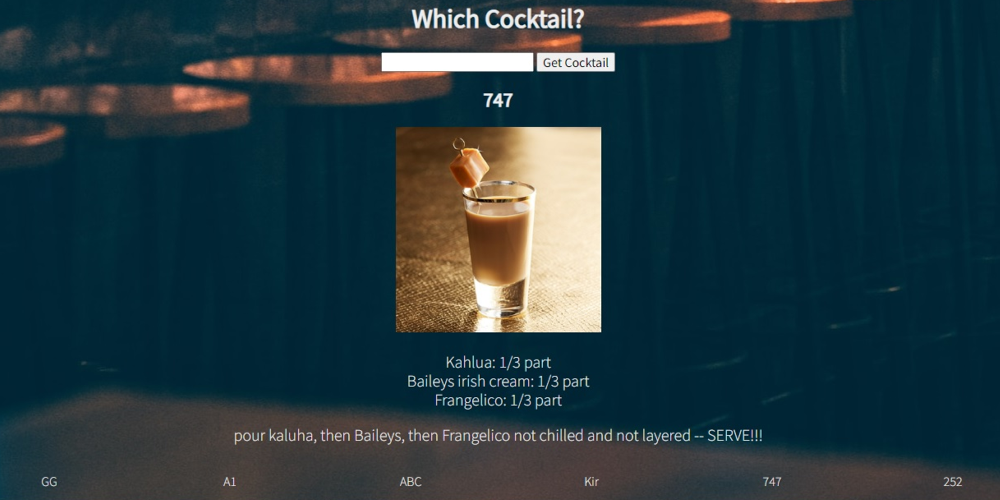 Which Cocktail?
Get Cocktail
747
Kahlua: 1/3 part
Baileys irish cream: 1/3 part
Frangelico: 1/3 part
pour kaluha, then Baileys, then Frangelico not chilled and not layered -- SERVE!!!
GG A1 ABC Kir 747 252